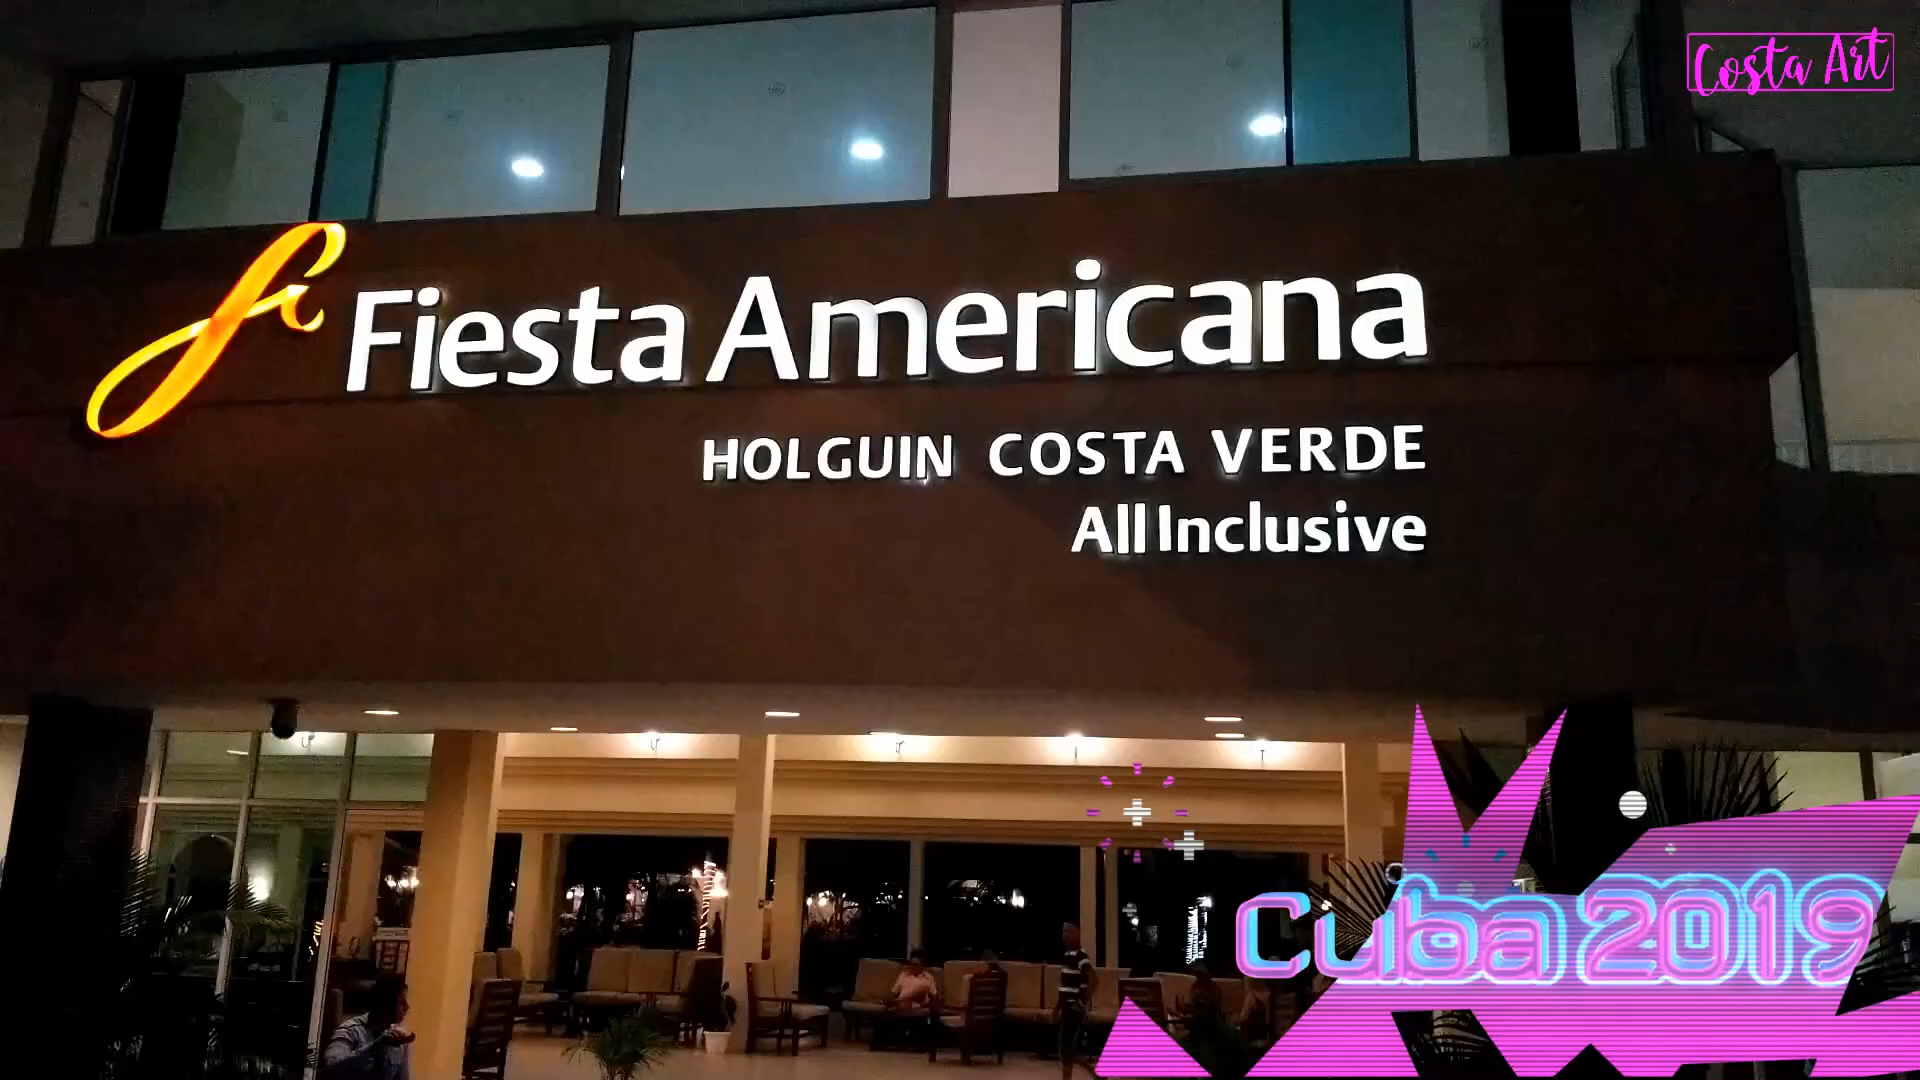 Costa Art
Fiesta Americana
HOLGUIN COSTA VERDE
All Inclusive
Cuba 2019